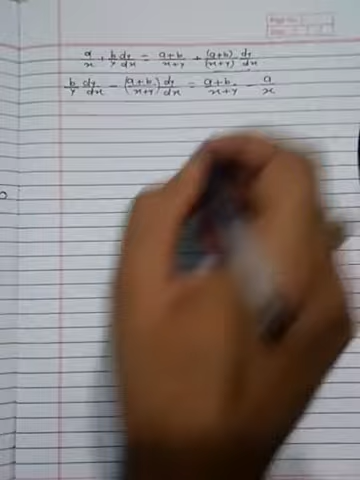 a/x + b/y dy/dx = a+b/x+y + (a+b)/(x+y) dy/dx
b/y dy/dx - (a+b/x+y) dy/dx = a+b/x+y - a/x